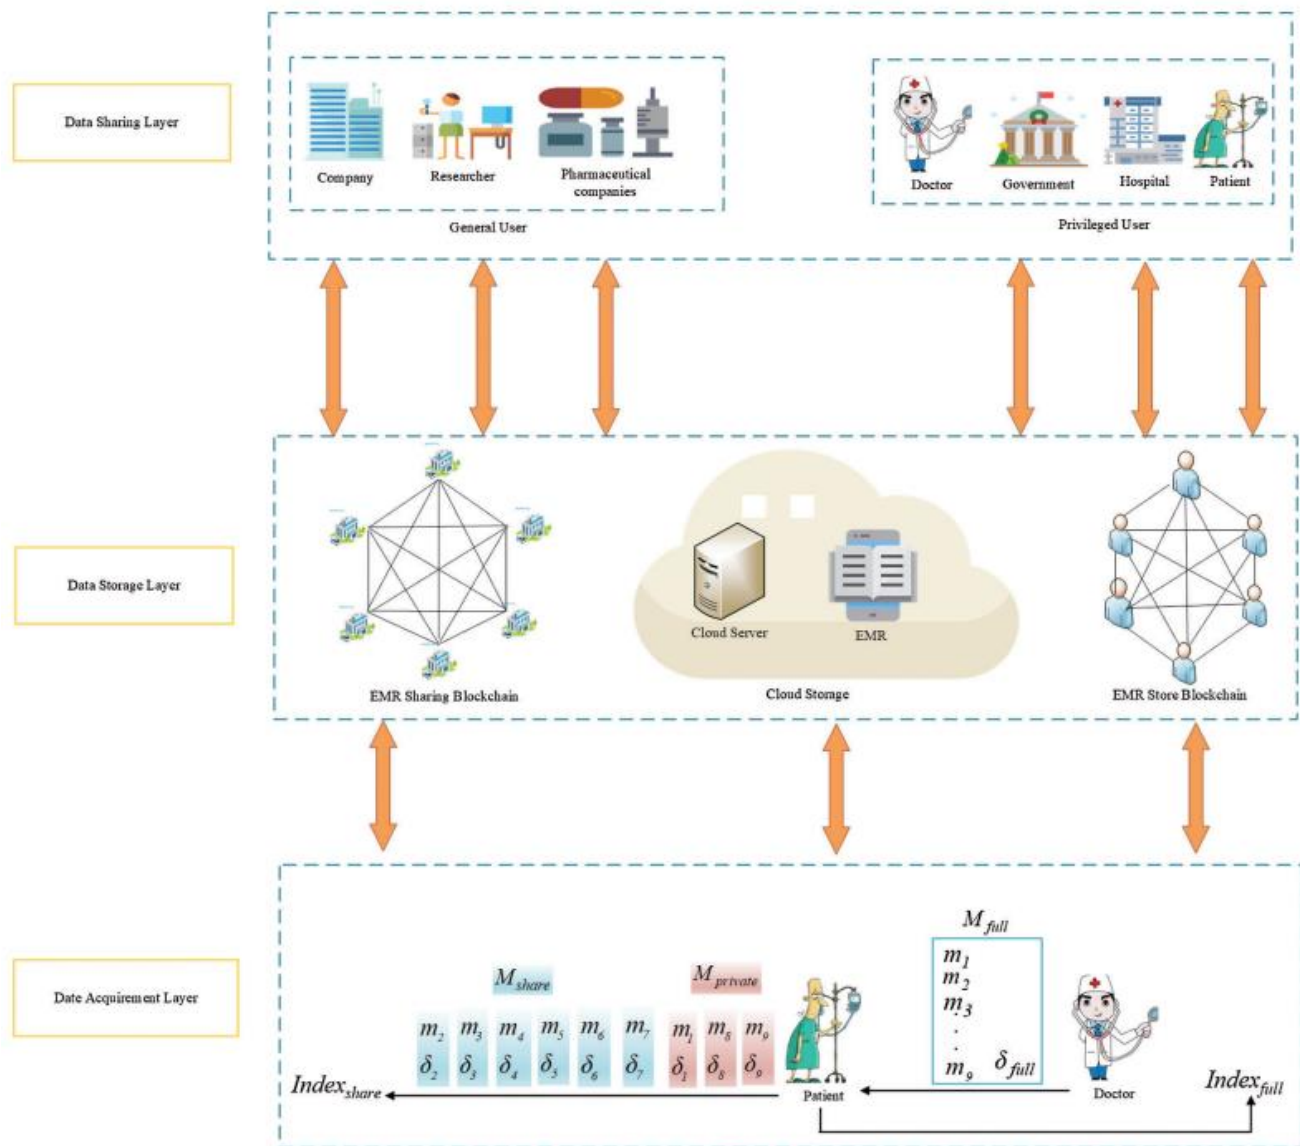 Data Sharing Layer
Company
Researcher
Pharmaceutical
companies
General User
Doctor
Government
Hospital
Patient
Privileged User
Data Storage Layer
EMR Sharing Blockchain
Cloud Server
EMR
Cloud Storage
EMR Store Blockchain
Date Acquirement Layer
M_full
m_1
m_2
m_3
.
.
m_9 δ_full
M_share
M_private
m_2 m_3 m_4 m_5 m_6 m_7 m_1 m_8 m_9
δ_2 δ_3 δ_4 δ_5 δ_6 δ_7 δ_1 δ_8 δ_9
Index_share
Patient
Doctor
Index_full